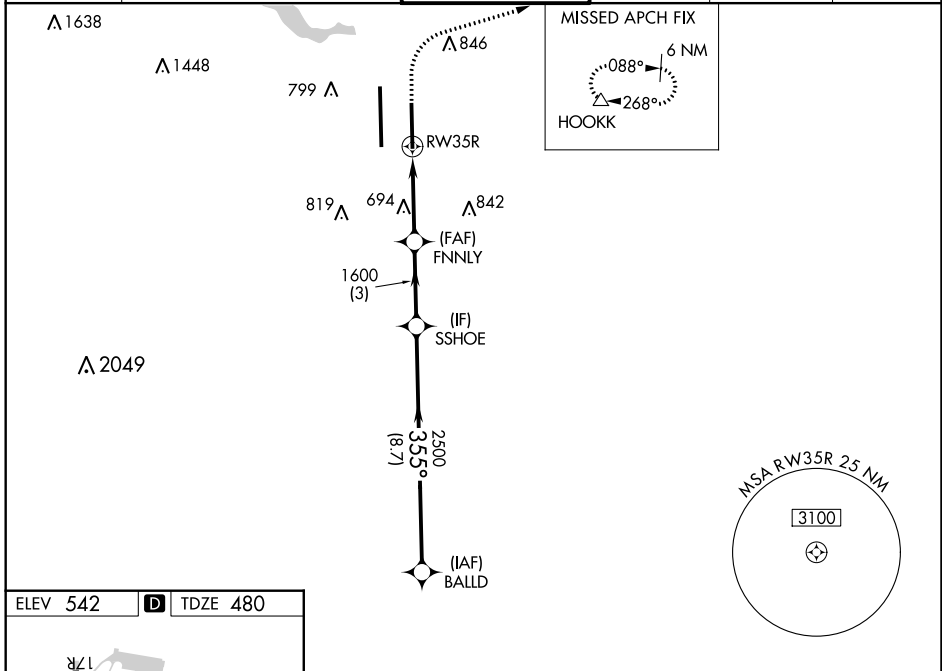 1638
MISSED APCH FIX
846
6 NM
088°
1448
799
268°
HOOKK
RW35R
819
694
842
(FAF)
FNNLY
1600
(3)
(IF)
SSHOE
2049
2500
355°
(8.7)
MSA RW35R 25 NM
3100
(IAF)
BALLD
ELEV 542 D TDZE 480
17R